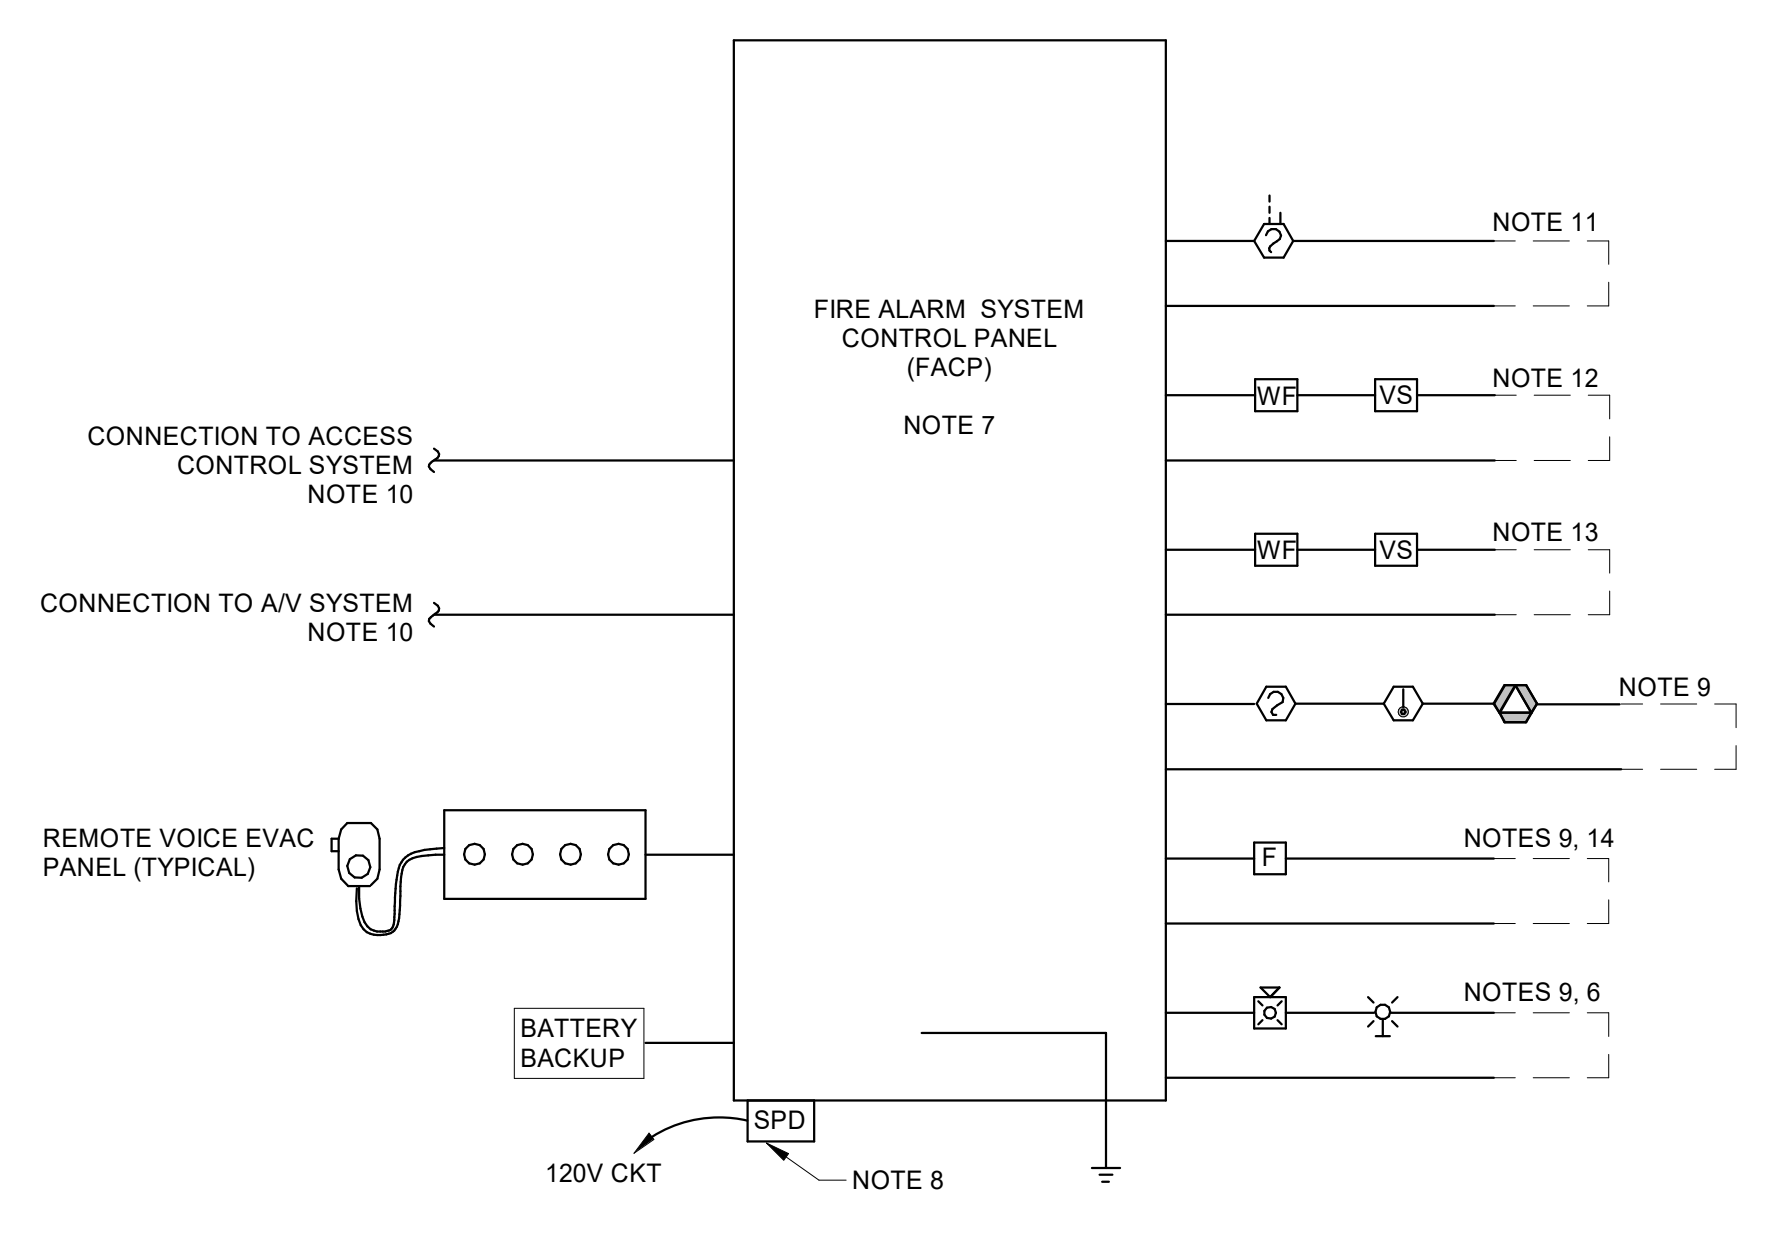 FIRE ALARM SYSTEM
CONTROL PANEL
(FACP)
NOTE 7
CONNECTION TO ACCESS
CONTROL SYSTEM
NOTE 10
CONNECTION TO A/V SYSTEM
NOTE 10
REMOTE VOICE EVAC
PANEL (TYPICAL)
BATTERY
BACKUP
SPD
120V CKT
NOTE 8
NOTE 11
NOTE 12
WF VS
NOTE 13
WF VS
NOTE 9
NOTES 9, 14
F
NOTES 9, 6